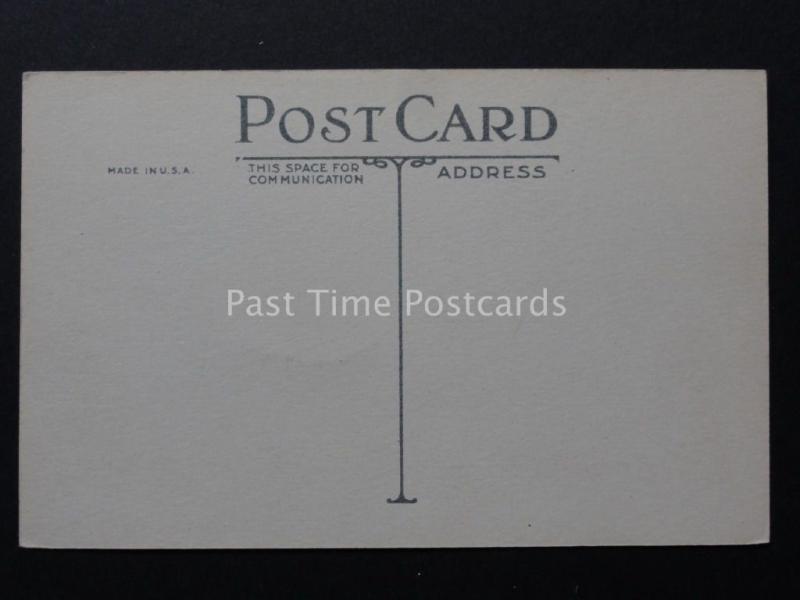 POST CARD
MADE IN U.S.A.
THIS SPACE FOR
COMMUNICATION
ADDRESS
Past Time Postcards